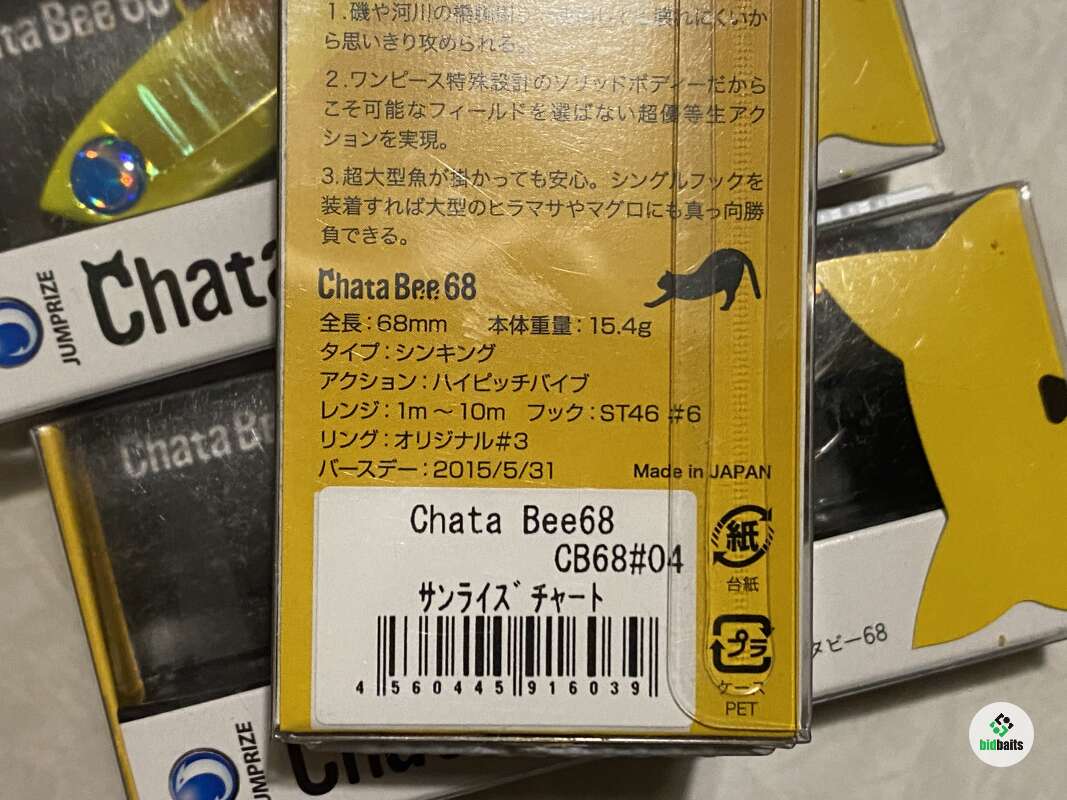 ata Bee 68
1.磯や河川の
れにくいか
ら思いきり攻められる。
2.ワンピース特殊設計のソリッドボディーだから
こそ可能なフィールドを選ばない超優等生アク
ションを実現。
3.超大型魚が掛かっても安心。シングルフックを
装着すれば大型のヒラマサやマグロにも真っ向勝
負できる。
JUMPRIZE
Chata
Chata Bee 68
全長:68mm 本体重量:15.4g
タイプ:シンキング
アクション:ハイピッチバイブ
レンジ:1m~10m フック:ST46 #6
リング:オリジナル#3
バースデー:2015/5/31 Made in JAPAN
Chata Be
Chata Bee68
CB68#04
サンライズチャート
4 560445 916039
紙
台紙
プラ
ケース
PET
タビー68
UMPRIZE
Chata
bidbaits